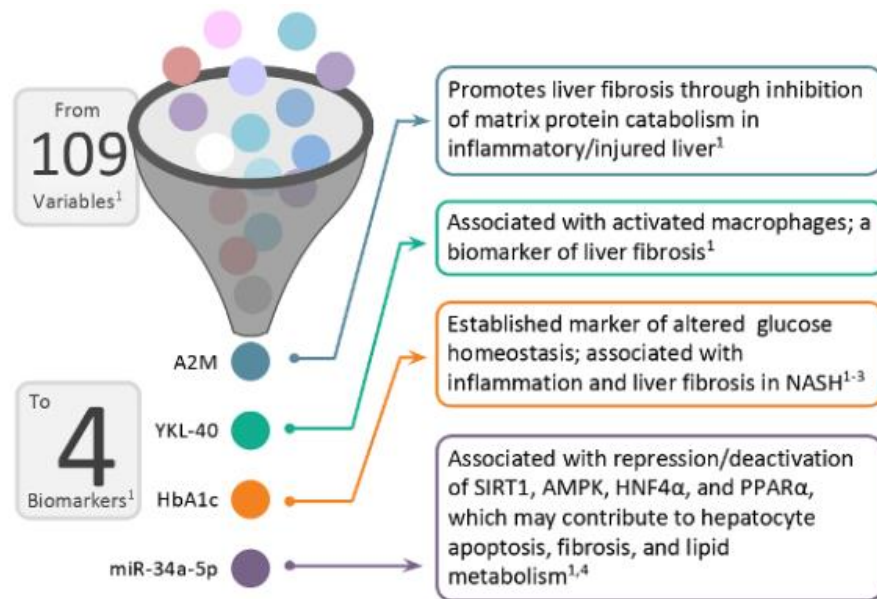 From
109
Variables¹
To
4
Biomarkers¹
A2M
YKL-40
HbA1c
miR-34a-5p
Promotes liver fibrosis through inhibition
of matrix protein catabolism in
inflammatory/injured liver¹
Associated with activated macrophages; a
biomarker of liver fibrosis¹
Established marker of altered glucose
homeostasis; associated with
inflammation and liver fibrosis in NASH¹⁻³
Associated with repression/deactivation
of SIRT1, AMPK, HNF4α, and PPARα,
which may contribute to hepatocyte
apoptosis, fibrosis, and lipid
metabolism¹,⁴